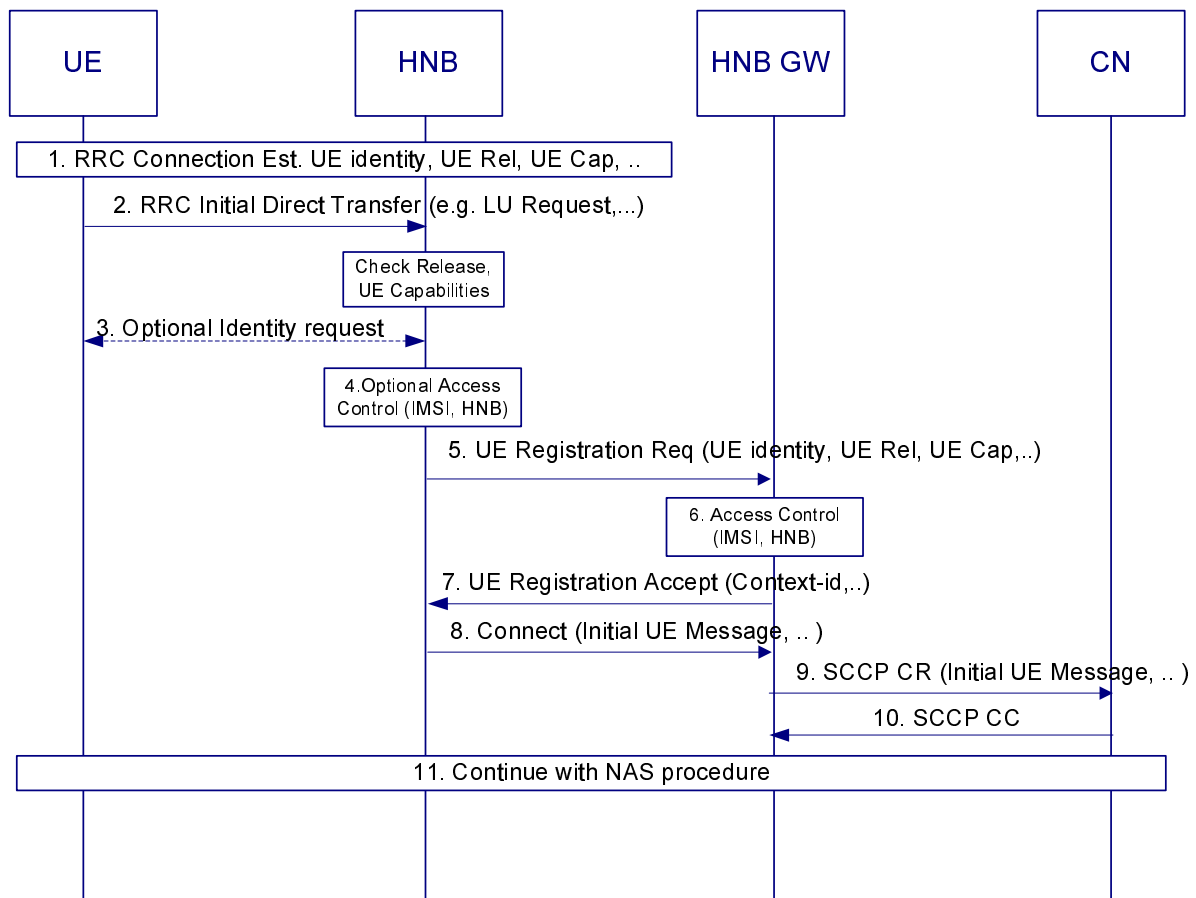 UE
HNB
HNB GW
CN
1. RRC Connection Est. UE identity, UE Rel, UE Cap, ..
2. RRC Initial Direct Transfer (e.g. LU Request,...)
Check Release,
UE Capabilities
3. Optional Identity request
4.Optional Access
Control (IMSI, HNB)
5. UE Registration Req (UE identity, UE Rel, UE Cap,..)
6. Access Control
(IMSI, HNB)
7. UE Registration Accept (Context-id,..)
8. Connect (Initial UE Message, .. )
9. SCCP CR (Initial UE Message, .. )
10. SCCP CC
11. Continue with NAS procedure